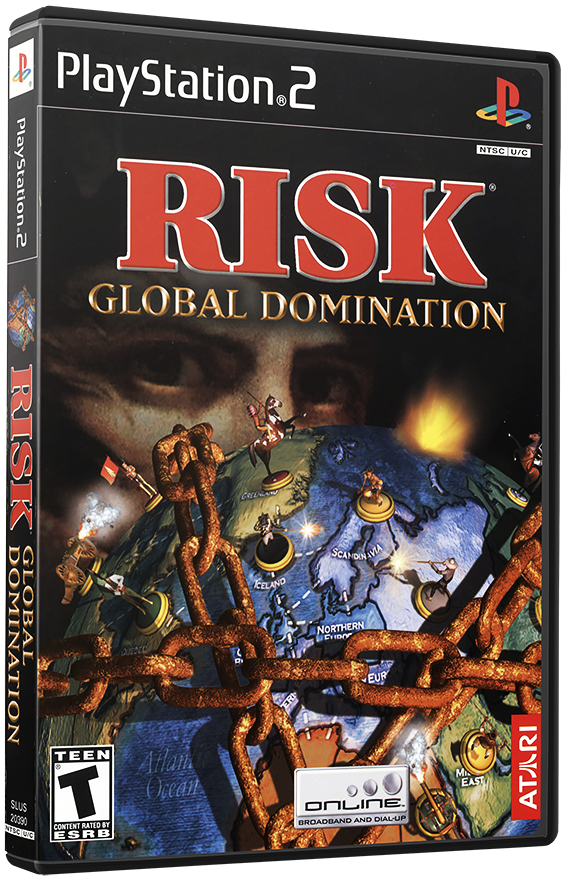 PlayStation®2
NTSC U/C
RISK®
GLOBAL DOMINATION
GREENLAND
SCANDINAVIA
ICELAND
NORTHERN
EUR
Atlantic
Ocean
EAST
TEEN
T
CONTENT RATED BY
ESRB
ONLINE
BROADBAND AND DIAL-UP
ATARI
PlayStation®2
RISK
GLOBAL
DOMINATION
SLUS
20390
NTSC U/C